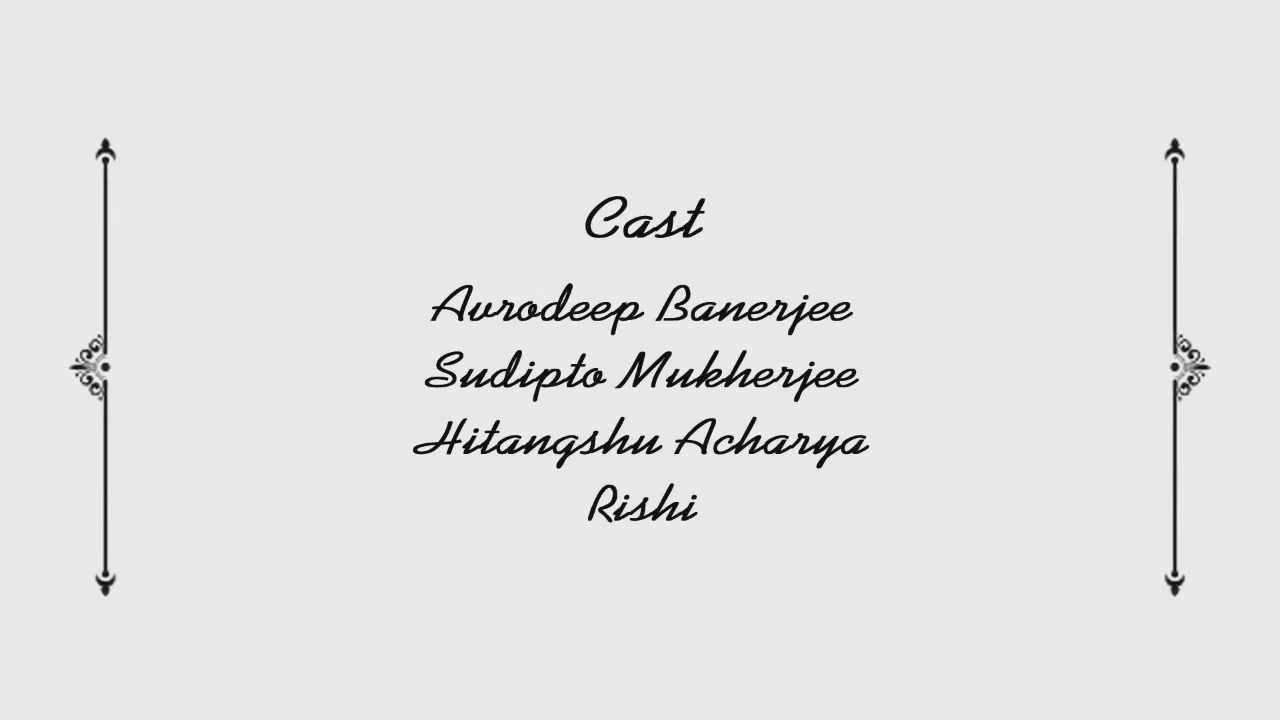 Cast
Avrodeep Banerjee
Sudipto Mukherjee
Hitangshu Acharya
Rishi